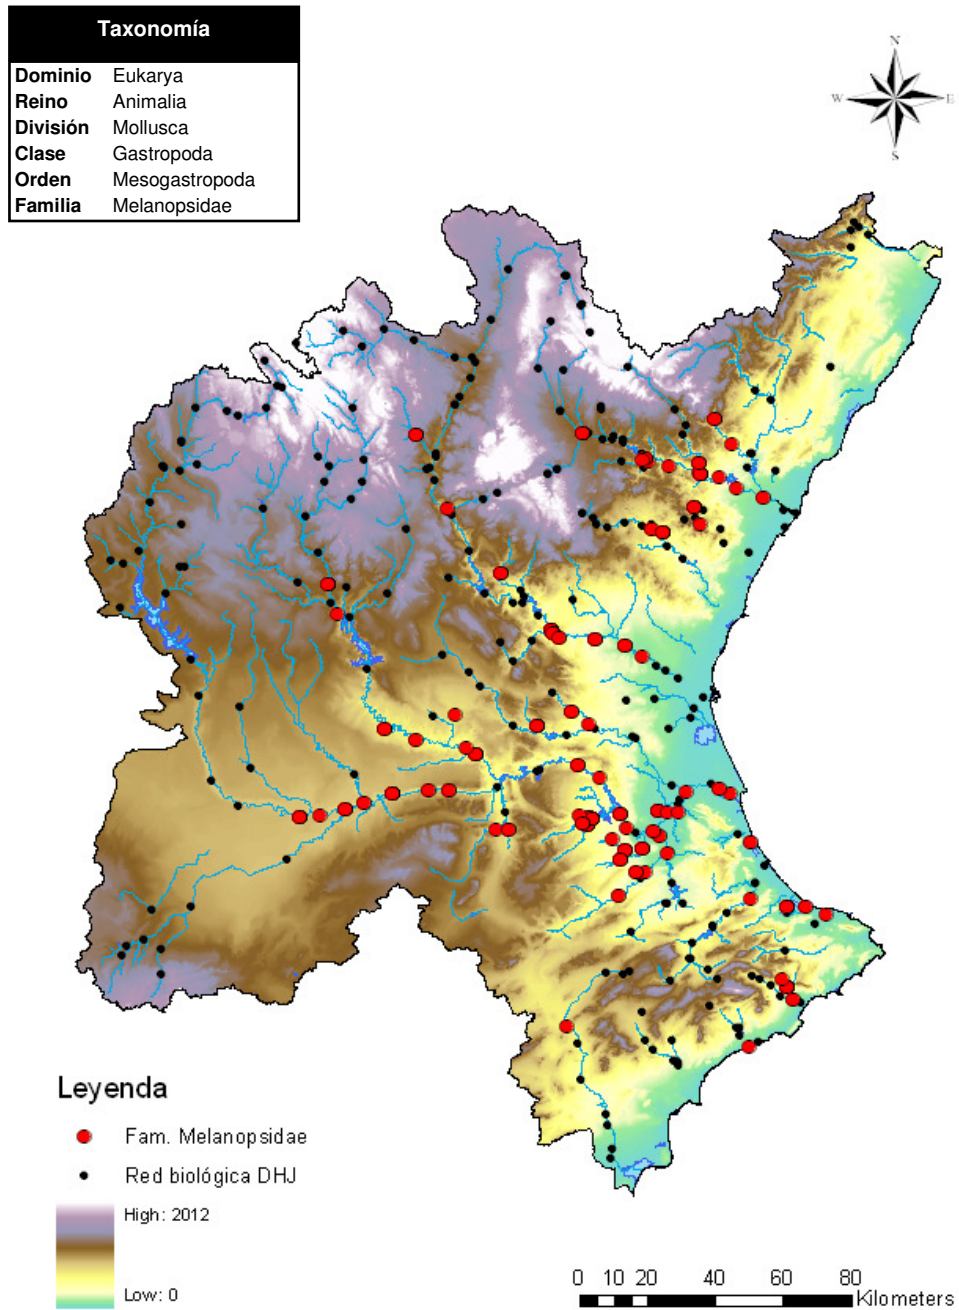 Taxonomía
Dominio Eukarya
Reino Animalia
División Mollusca
Clase Gastropoda
Orden Mesogastropoda
Familia Melanopsidae
N
W E
S
Leyenda
Fam. Melanopsidae
Red biológica DHJ
High: 2012
Low: 0
0 10 20 40 60 80
Kilometers